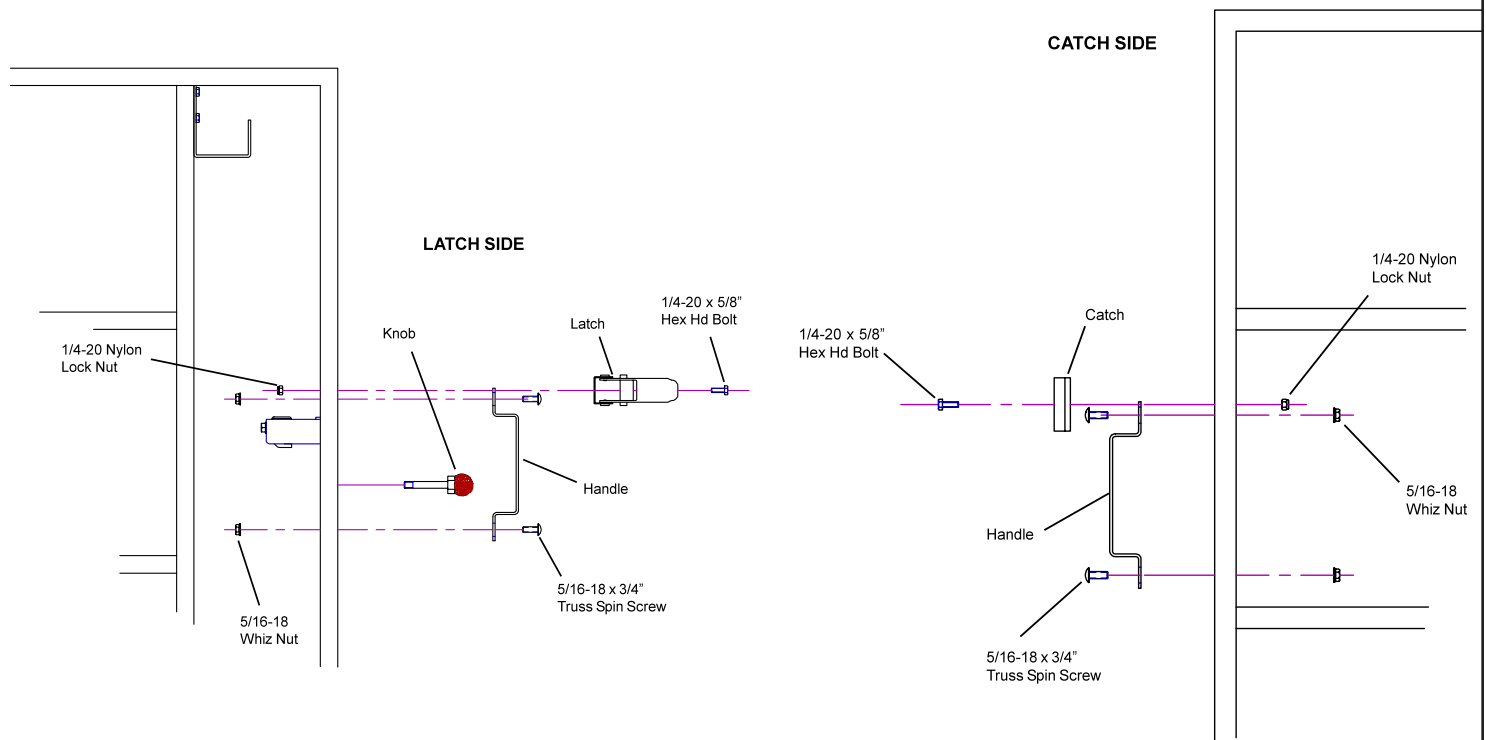 CATCH SIDE
LATCH SIDE
1/4-20 Nylon
Lock Nut
Knob
Latch
1/4-20 x 5/8”
Hex Hd Bolt
Handle
5/16-18 x 3/4”
Truss Spin Screw
5/16-18
Whiz Nut
1/4-20 x 5/8”
Hex Hd Bolt
Catch
1/4-20 Nylon
Lock Nut
5/16-18
Whiz Nut
Handle
5/16-18 x 3/4”
Truss Spin Screw